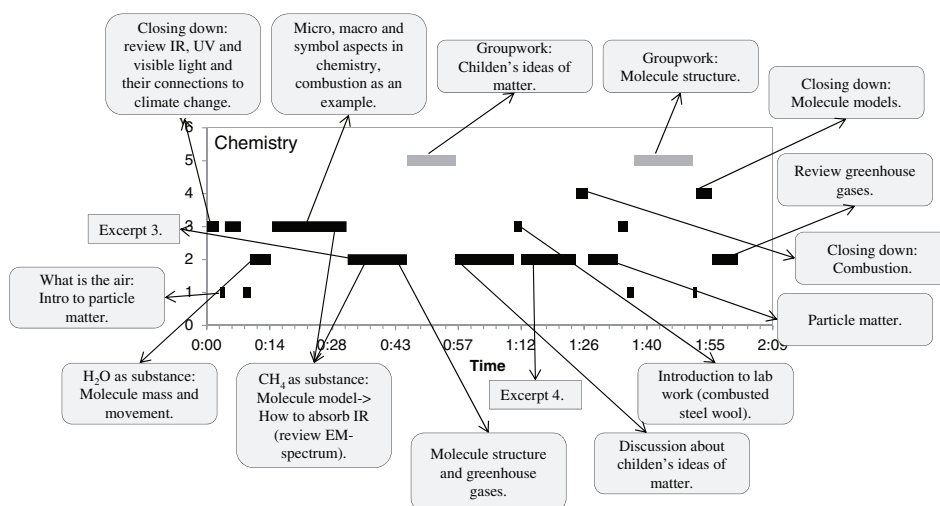 Closing down:
review IR, UV and
visible light and
their connections to
climate change.
Micro, macro and
symbol aspects in
chemistry,
combustion as an
example.
Groupwork:
Childen's ideas of
matter.
Groupwork:
Molecule structure.
Closing down:
Molecule models.
Review greenhouse
gases.
Closing down:
Combustion.
Particle matter.
Excerpt 3.
What is the air:
Intro to particle
matter.
Chemistry
6
5
4
3
2
1
0
0:00 0:14 0:28 0:43 0:57 1:12 1:26 1:40 1:55 2:09
Time
H₂O as substance:
Molecule mass and
movement.
CH₄ as substance:
Molecule model->
How to absorb IR
(review EM-
spectrum).
Molecule structure
and greenhouse
gases.
Excerpt 4.
Discussion about
childen's ideas of
matter.
Introduction to lab
work (combusted
steel wool).